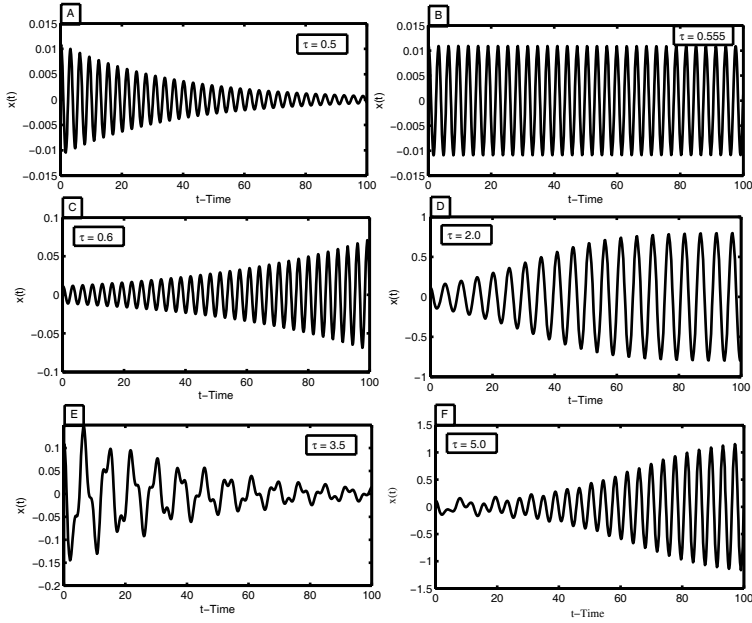 A
τ = 0.5
0.015
0.01
0.005
0
−0.005
−0.01
−0.015
x(t)
0 20 40 60 80 100
t−Time
B
τ = 0.555
0.015
0.01
0.005
0
−0.005
−0.01
−0.015
x(t)
0 20 40 60 80 100
t−Time
C
τ = 0.6
0.1
0.05
0
−0.05
−0.1
x(t)
0 20 40 60 80 100
t−Time
D
τ = 2.0
1
0.5
0
−0.5
−1
x(t)
0 20 40 60 80 100
t−Time
E
τ = 3.5
0.1
0.05
0
−0.05
−0.1
−0.15
−0.2
x(t)
0 20 40 60 80 100
t−Time
F
τ = 5.0
1.5
1
0.5
0
−0.5
−1
−1.5
x(t)
0 20 40 60 80 100
t−Time